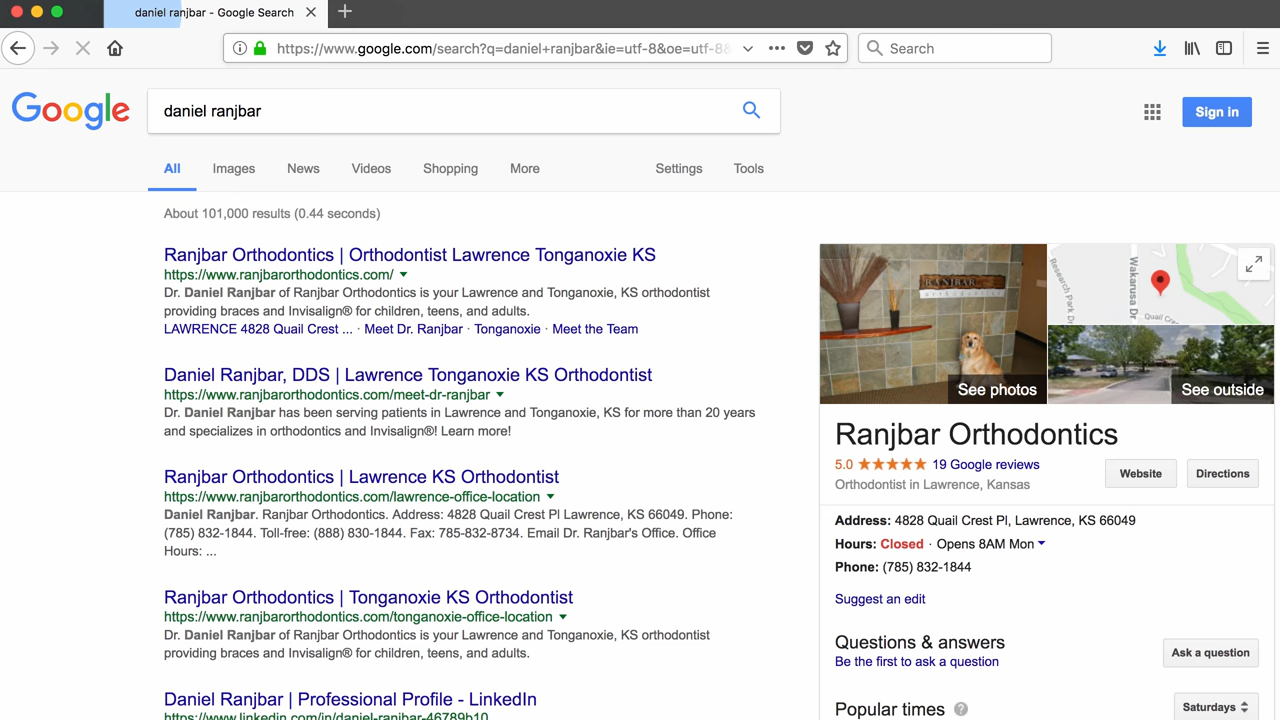 daniel ranjbar - Google Search
https://www.google.com/search?q=daniel+ranjbar&ie=utf-8&oe=utf-8
Search
Google
daniel ranjbar
Sign in
All Images News Videos Shopping More Settings Tools
About 101,000 results (0.44 seconds)
Ranjbar Orthodontics | Orthodontist Lawrence Tonganoxie KS
https://www.ranjbarorthodontics.com/
Dr. Daniel Ranjbar of Ranjbar Orthodontics is your Lawrence and Tonganoxie, KS orthodontist
providing braces and Invisalign® for children, teens, and adults.
LAWRENCE 4828 Quail Crest ... · Meet Dr. Ranjbar · Tonganoxie · Meet the Team
Daniel Ranjbar, DDS | Lawrence Tonganoxie KS Orthodontist
https://www.ranjbarorthodontics.com/meet-dr-ranjbar
Dr. Daniel Ranjbar has been serving patients in Lawrence and Tonganoxie, KS for more than 20 years
and specializes in orthodontics and Invisalign®! Learn more!
Ranjbar Orthodontics | Lawrence KS Orthodontist
https://www.ranjbarorthodontics.com/lawrence-office-location
Daniel Ranjbar. Ranjbar Orthodontics. Address: 4828 Quail Crest Pl Lawrence, KS 66049. Phone:
(785) 832-1844. Toll-free: (888) 830-1844. Fax: 785-832-8734. Email Dr. Ranjbar's Office. Office
Hours: ...
Ranjbar Orthodontics | Tonganoxie KS Orthodontist
https://www.ranjbarorthodontics.com/tonganoxie-office-location
Dr. Daniel Ranjbar of Ranjbar Orthodontics is your Lawrence and Tonganoxie, KS orthodontist
providing braces and Invisalign® for children, teens, and adults.
Daniel Ranjbar | Professional Profile - LinkedIn
https://www.linkedin.com/in/daniel-ranjbar-46789b10
RANJBAR
orthodontics
See photos
Research Park Dr
Wakarusa Dr
Quail Cre
See outside
Ranjbar Orthodontics
5.0 19 Google reviews
Orthodontist in Lawrence, Kansas
Website
Directions
Address: 4828 Quail Crest Pl, Lawrence, KS 66049
Hours: Closed · Opens 8AM Mon
Phone: (785) 832-1844
Suggest an edit
Questions & answers
Be the first to ask a question
Ask a question
Popular times ?
Saturdays